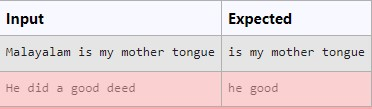 Input Expected
Malayalam is my mother tongue is my mother tongue
He did a good deed he good